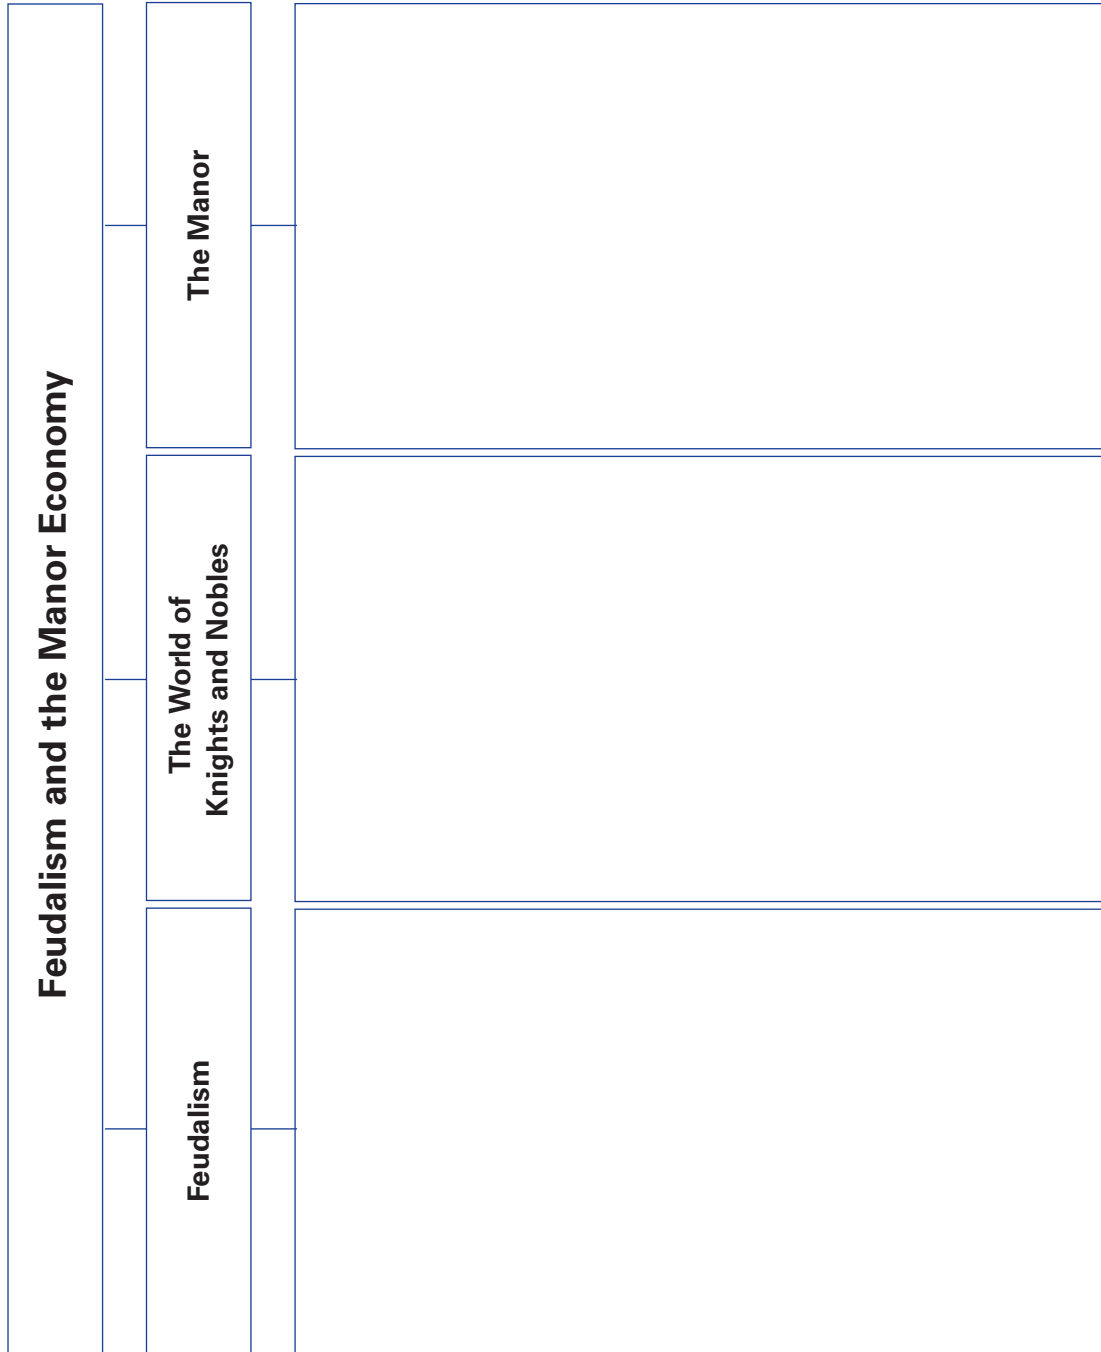 Feudalism and the Manor Economy
Feudalism
The World of
Knights and Nobles
The Manor